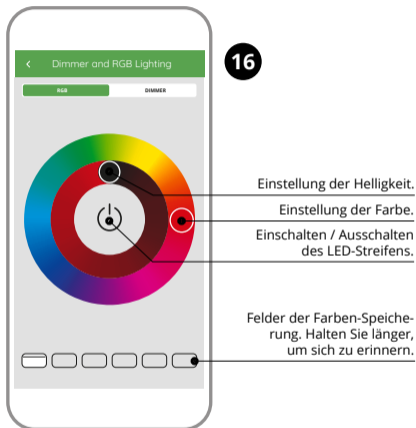 Dimmer and RGB Lighting
RGB DIMMER
16
Einstellung der Helligkeit.
Einstellung der Farbe.
Einschalten / Ausschalten
des LED-Streifens.
Felder der Farben-Speiche-
rung. Halten Sie länger,
um sich zu erinnern.